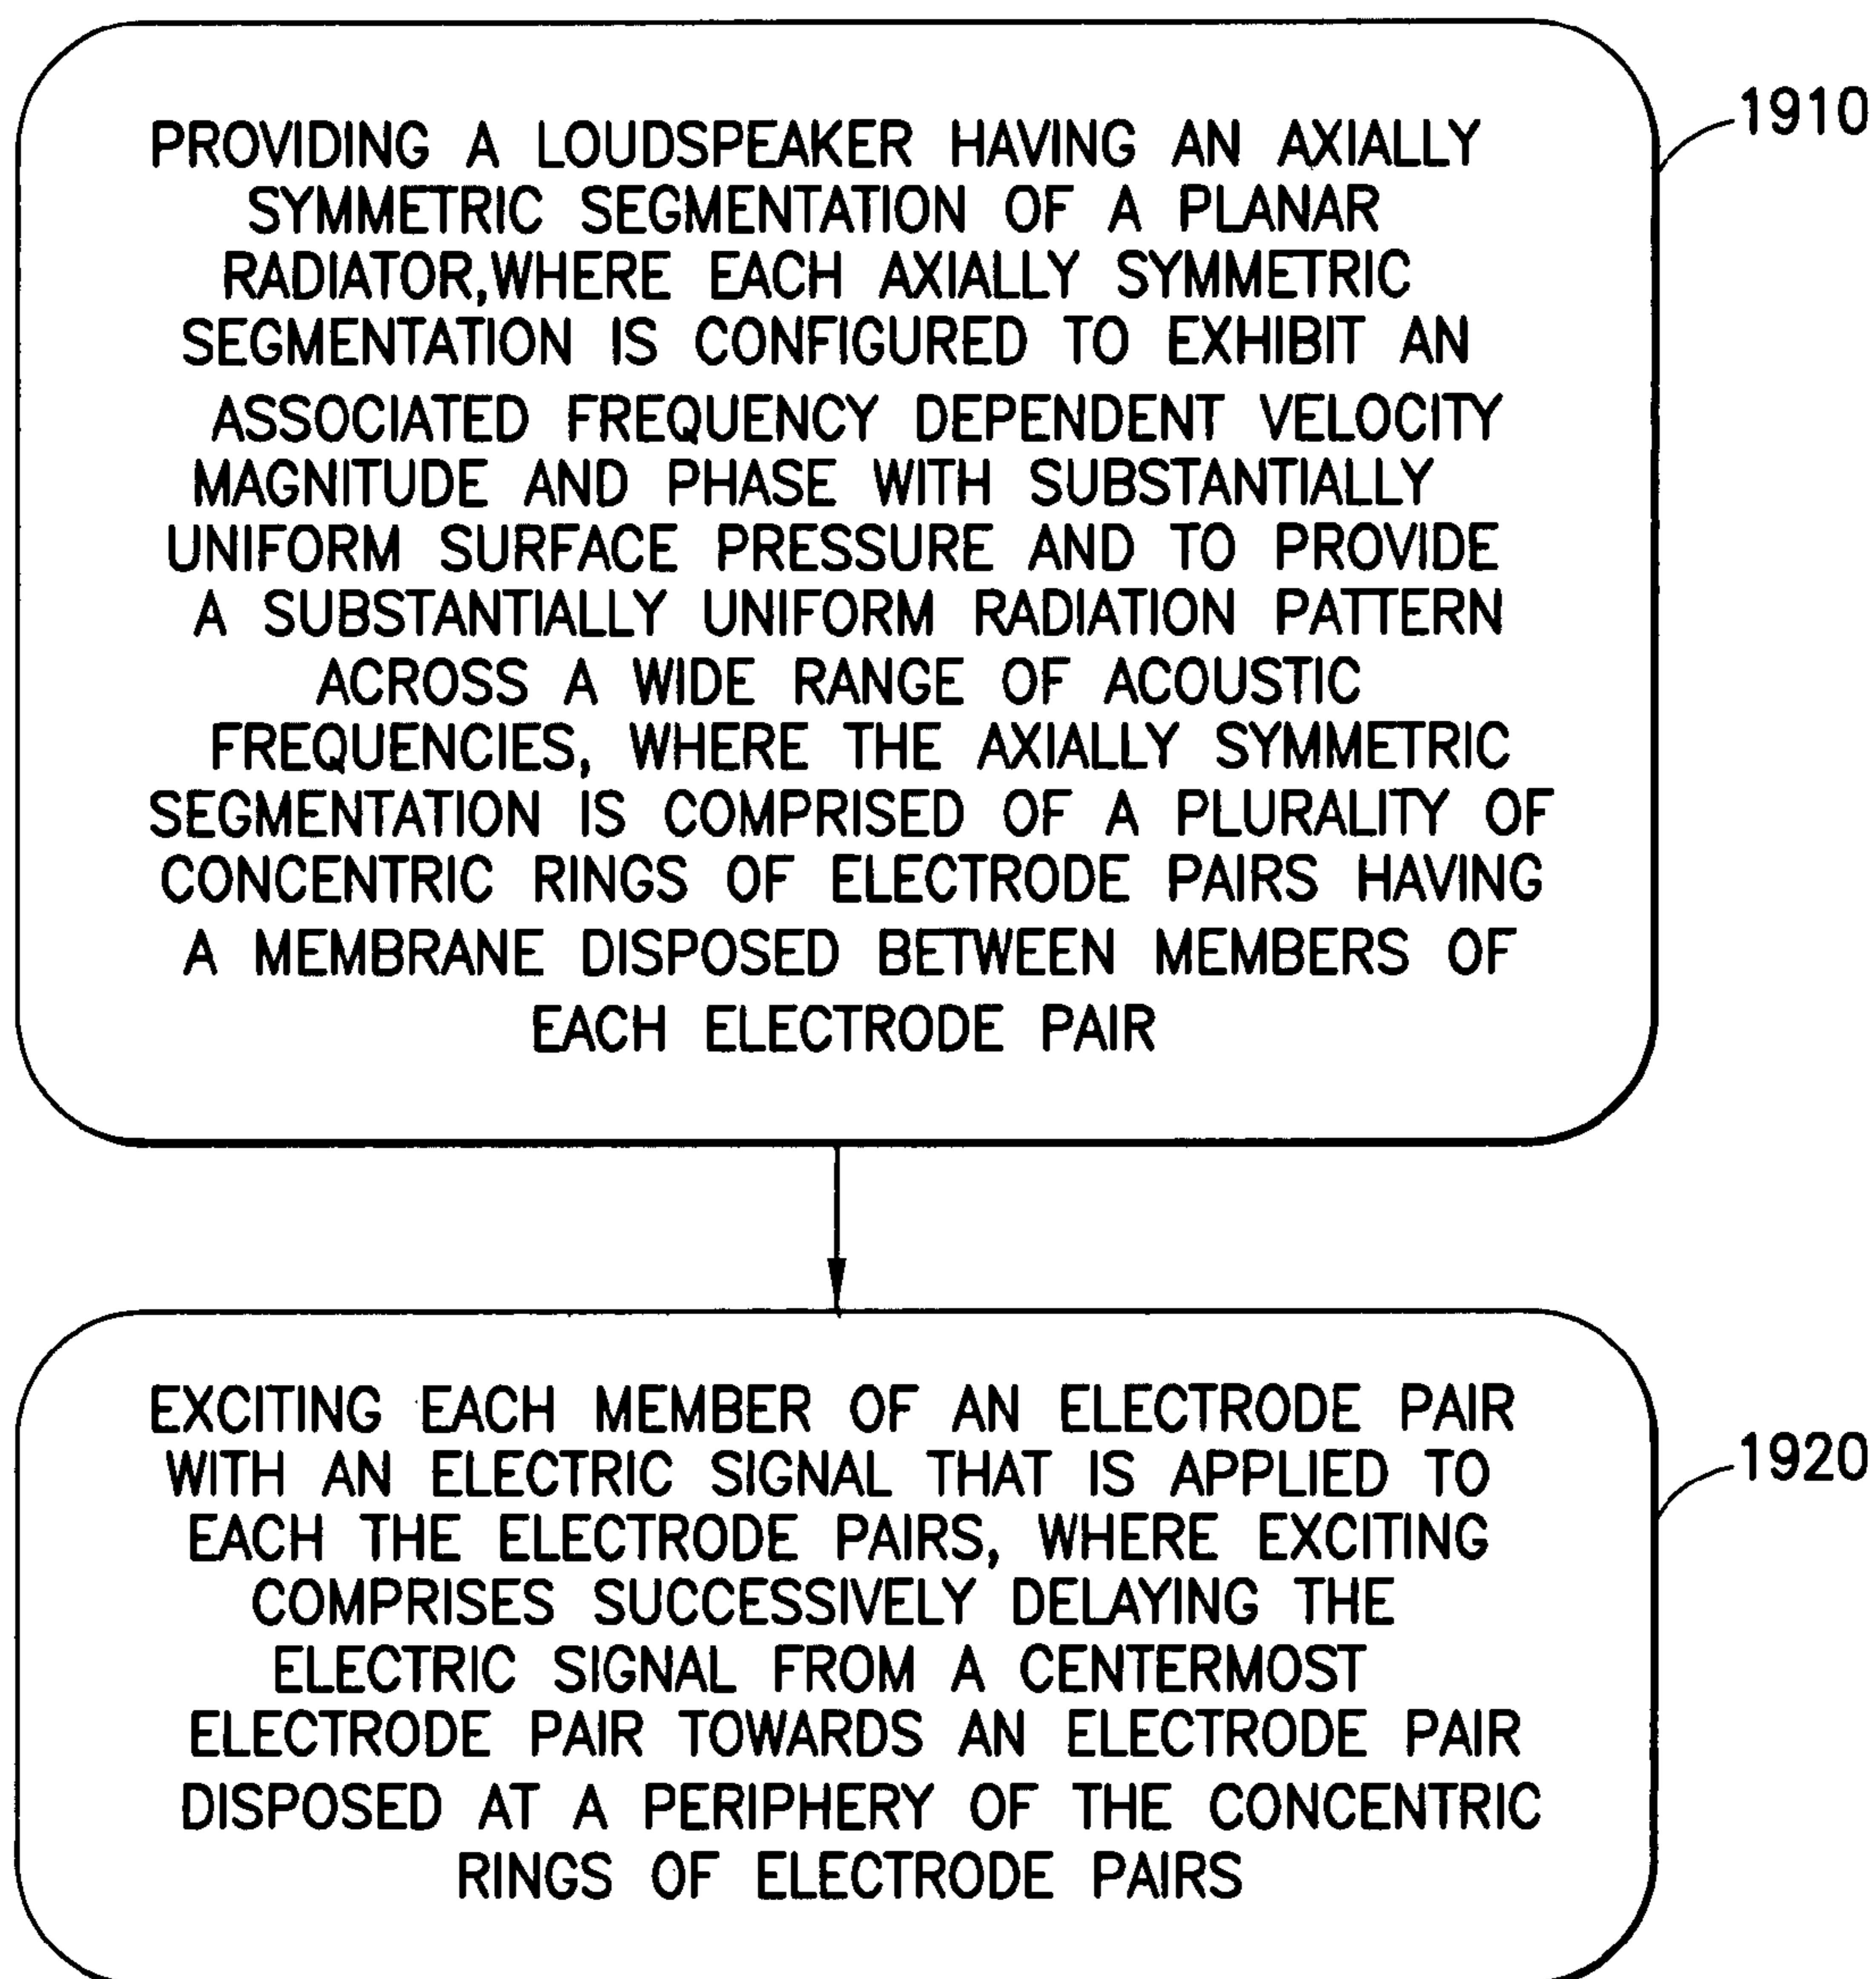 PROVIDING A LOUDSPEAKER HAVING AN AXIALLY
SYMMETRIC SEGMENTATION OF A PLANAR
RADIATOR,WHERE EACH AXIALLY SYMMETRIC
SEGMENTATION IS CONFIGURED TO EXHIBIT AN
ASSOCIATED FREQUENCY DEPENDENT VELOCITY
MAGNITUDE AND PHASE WITH SUBSTANTIALLY
UNIFORM SURFACE PRESSURE AND TO PROVIDE
A SUBSTANTIALLY UNIFORM RADIATION PATTERN
ACROSS A WIDE RANGE OF ACOUSTIC
FREQUENCIES, WHERE THE AXIALLY SYMMETRIC
SEGMENTATION IS COMPRISED OF A PLURALITY OF
CONCENTRIC RINGS OF ELECTRODE PAIRS HAVING
A MEMBRANE DISPOSED BETWEEN MEMBERS OF
EACH ELECTRODE PAIR
1910
EXCITING EACH MEMBER OF AN ELECTRODE PAIR
WITH AN ELECTRIC SIGNAL THAT IS APPLIED TO
EACH THE ELECTRODE PAIRS, WHERE EXCITING
COMPRISES SUCCESSIVELY DELAYING THE
ELECTRIC SIGNAL FROM A CENTERMOST
ELECTRODE PAIR TOWARDS AN ELECTRODE PAIR
DISPOSED AT A PERIPHERY OF THE CONCENTRIC
RINGS OF ELECTRODE PAIRS
1920